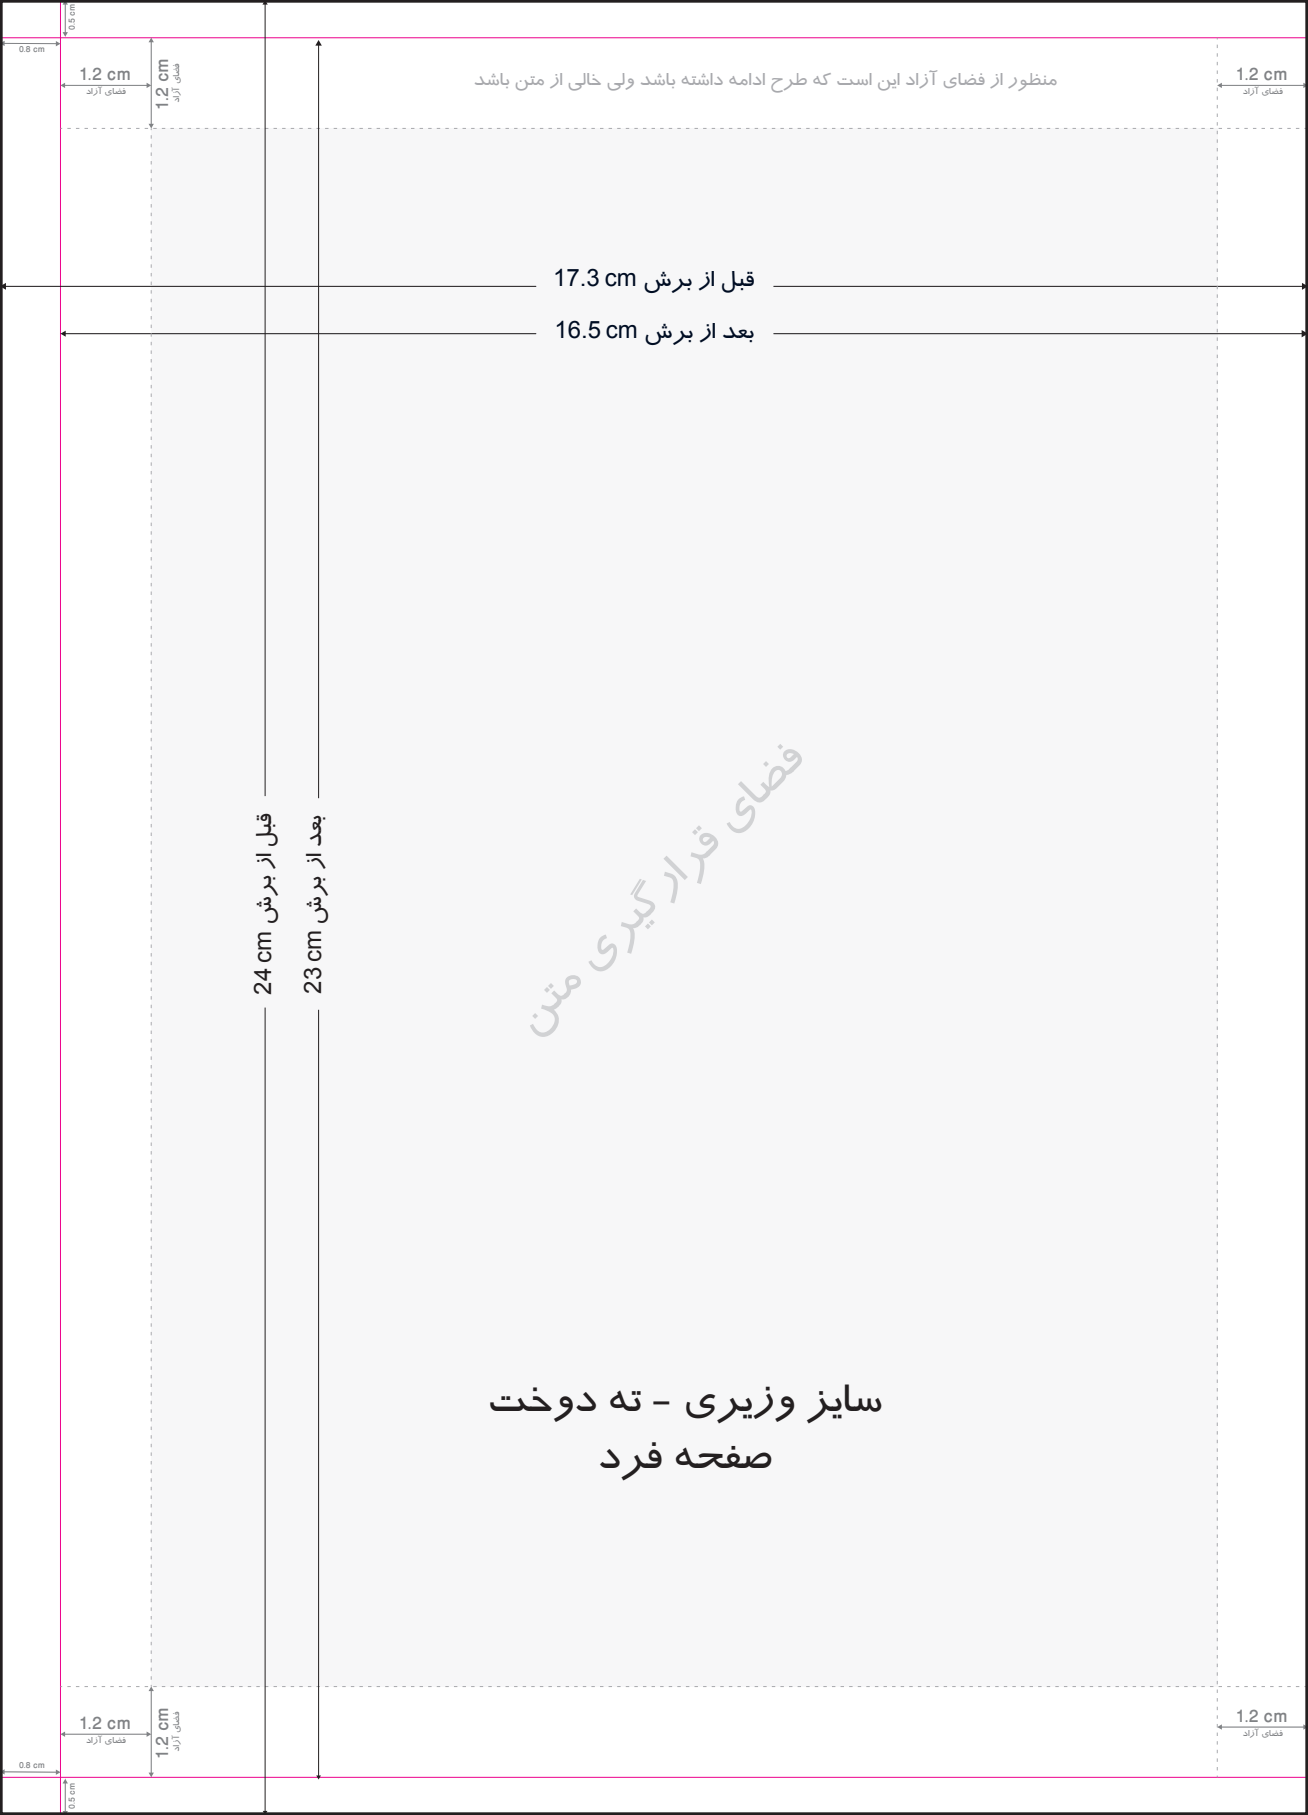 0.5 cm
0.8 cm
1.2 cm
فضای آزاد
1.2 cm
فضای آزاد
منظور از فضای آزاد این است که طرح ادامه داشته باشد ولی خالی از متن باشد
1.2 cm
فضای آزاد
قبل از برش 17.3 cm
بعد از برش 16.5 cm
قبل از برش 24 cm
بعد از برش 23 cm
فضای قرارگیری متن
سایز وزیری - ته دوخت
صفحه فرد
1.2 cm
فضای آزاد
1.2 cm
فضای آزاد
1.2 cm
فضای آزاد
0.8 cm
0.5 cm